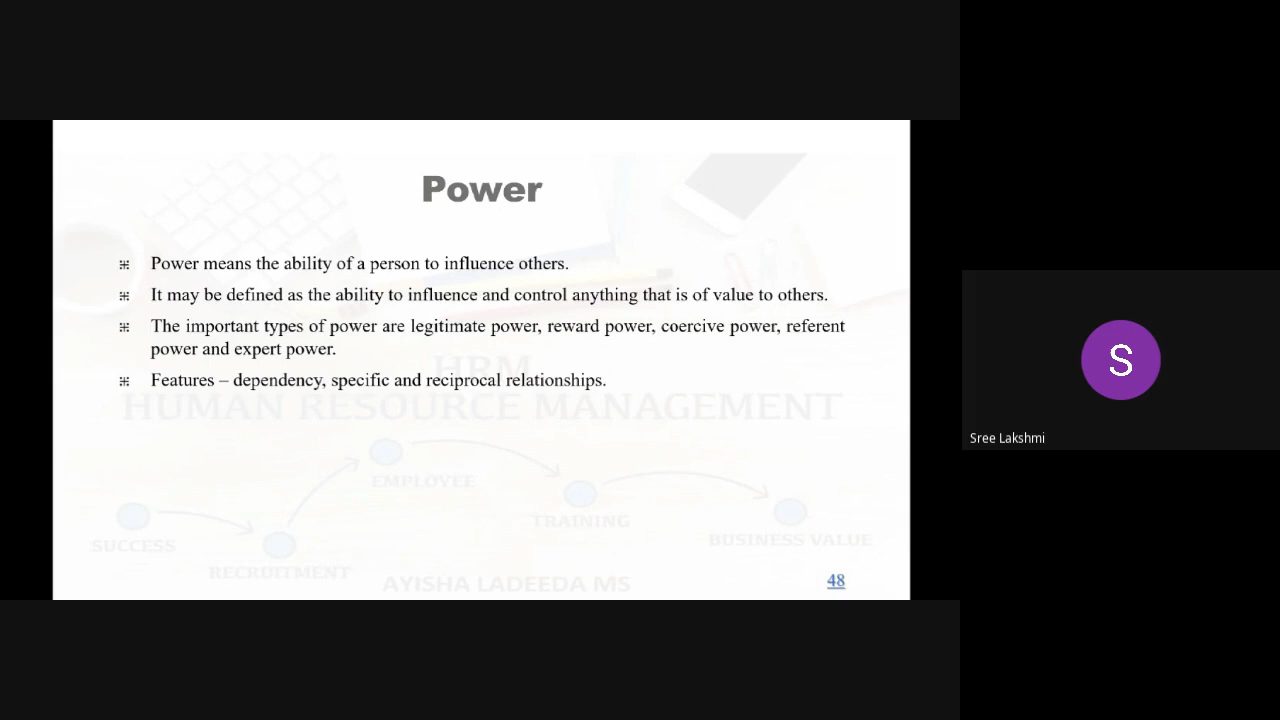 Power
Power means the ability of a person to influence others.
It may be defined as the ability to influence and control anything that is of value to others.
The important types of power are legitimate power, reward power, coercive power, referent
power and expert power.
HRM
Features – dependency, specific and reciprocal relationships.
HUMAN RESOURCE MANAGEMENT
EMPLOYEE
TRAINING
SUCCESS
BUSINESS VALUE
RECRUITMENT
AYISHA LADEEDA MS
48
S
Sree Lakshmi